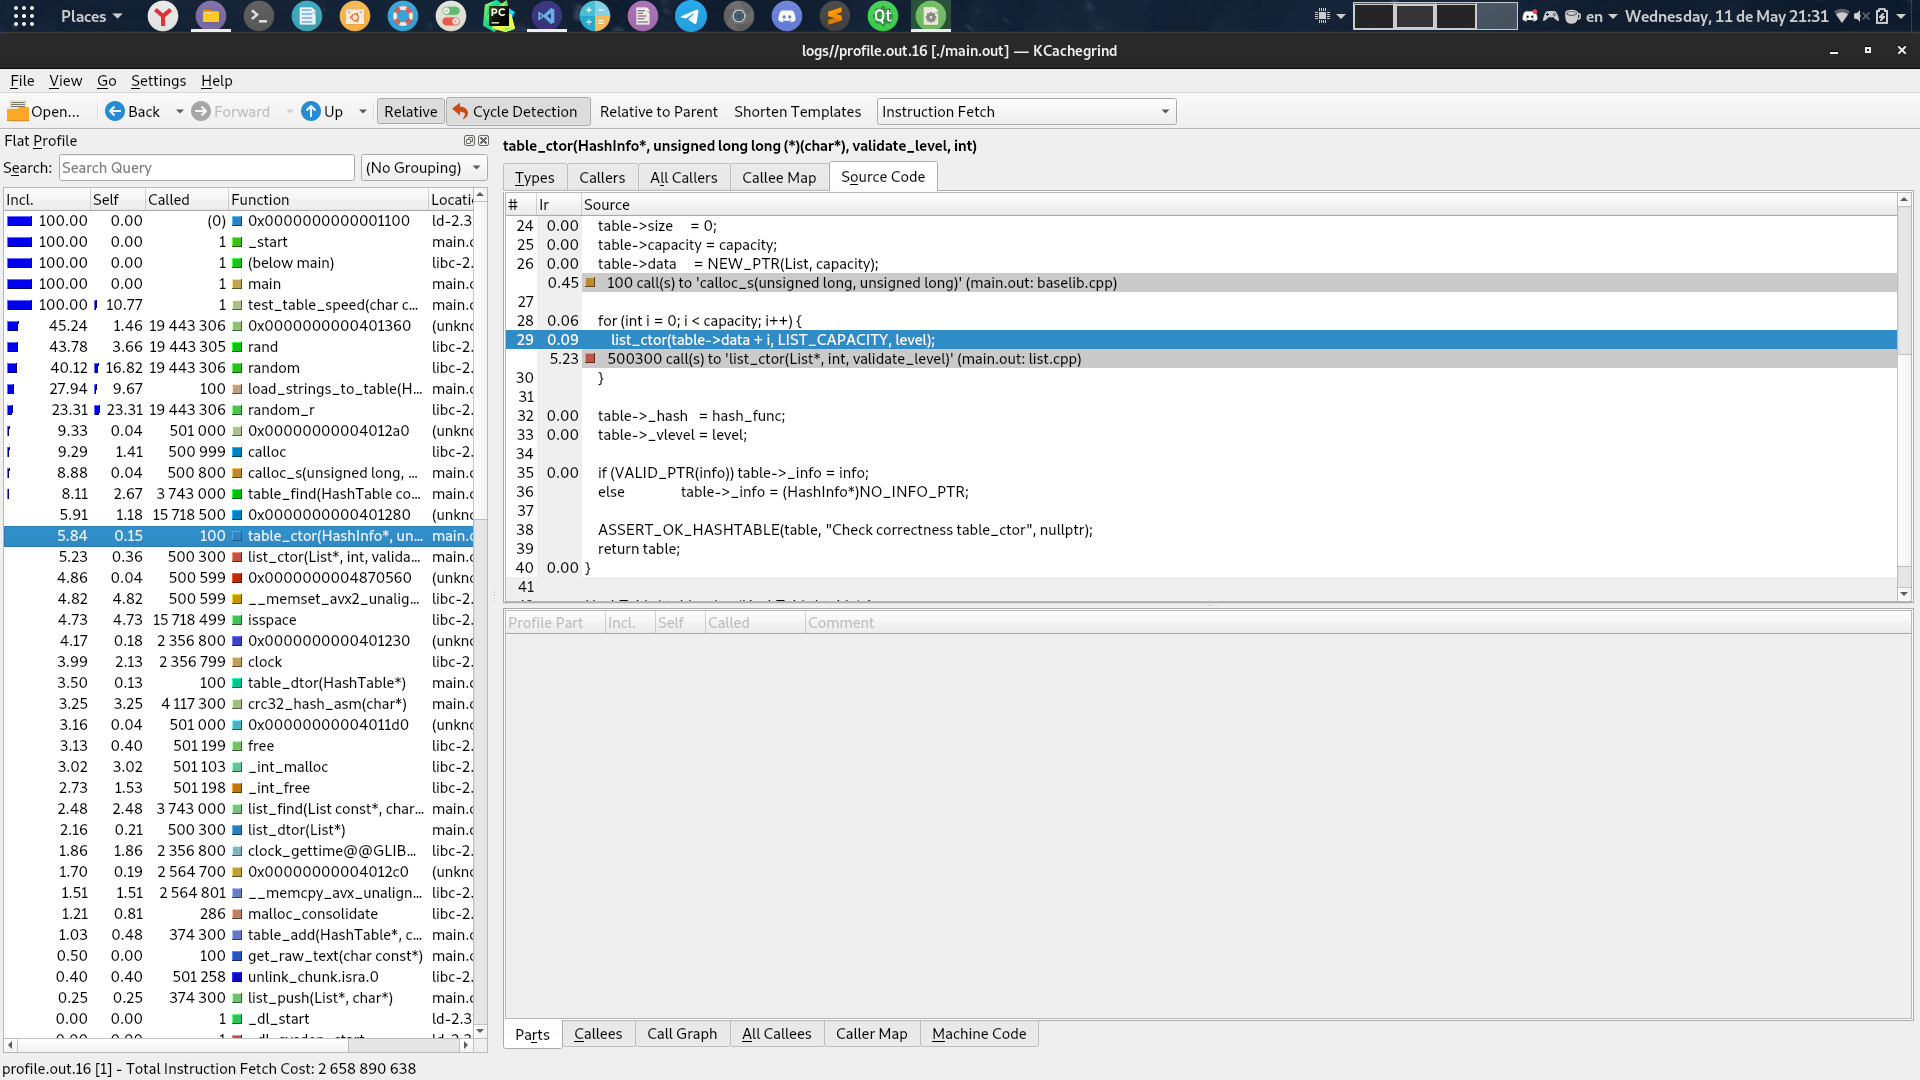 Places
PC
Qt
en
Wednesday, 11 de May 21:31
logs//profile.out.16 [./main.out] — KCachegrind
File View Go Settings Help
Open... Back Forward Up Relative Cycle Detection Relative to Parent Shorten Templates Instruction Fetch
Flat Profile
Search: Search Query (No Grouping)
Incl. Self Called Function Locatio
100.00 0.00 (0) 0x0000000000001100 ld-2.3
100.00 0.00 1 _start main.c
100.00 0.00 1 (below main) libc-2.
100.00 0.00 1 main main.c
100.00 10.77 1 test_table_speed(char c... main.c
45.24 1.46 19 443 306 0x0000000000401360 (unkno
43.78 3.66 19 443 305 rand libc-2.
40.12 16.82 19 443 306 random libc-2.
27.94 9.67 100 load_strings_to_table(H... main.c
23.31 23.31 19 443 306 random_r libc-2.
9.33 0.04 501 000 0x00000000004012a0 (unkno
9.29 1.41 500 999 calloc libc-2.
8.88 0.04 500 800 calloc_s(unsigned long, ... main.c
8.11 2.67 3 743 000 table_find(HashTable co... main.c
5.91 1.18 15 718 500 0x0000000000401280 (unkno
5.84 0.15 100 table_ctor(HashInfo*, un... main.c
5.23 0.36 500 300 list_ctor(List*, int, valida... main.c
4.86 0.04 500 599 0x0000000004870560 (unkno
4.82 4.82 500 599 __memset_avx2_unalig... libc-2.
4.73 4.73 15 718 499 isspace libc-2.
4.17 0.18 2 356 800 0x0000000000401230 (unkno
3.99 2.13 2 356 799 clock libc-2.
3.50 0.13 100 table_dtor(HashTable*) main.c
3.25 3.25 4 117 300 crc32_hash_asm(char*) main.c
3.16 0.04 501 000 0x00000000004011d0 (unkno
3.13 0.40 501 199 free libc-2.
3.02 3.02 501 103 _int_malloc libc-2.
2.73 1.53 501 198 _int_free libc-2.
2.48 2.48 3 743 000 list_find(List const*, char... main.c
2.16 0.21 500 300 list_dtor(List*) main.c
1.86 1.86 2 356 800 clock_gettime@@GLIB... libc-2.
1.70 0.19 2 564 700 0x00000000004012c0 (unkno
1.51 1.51 2 564 801 __memcpy_avx_unalign... libc-2.
1.21 0.81 286 malloc_consolidate libc-2.
1.03 0.48 374 300 table_add(HashTable*, c... main.c
0.50 0.00 100 get_raw_text(char const*) main.c
0.40 0.40 501 258 unlink_chunk.isra.0 libc-2.
0.25 0.25 374 300 list_push(List*, char*) main.c
0.00 0.00 1 _dl_start ld-2.3
table_ctor(HashInfo*, unsigned long long (*)(char*), validate_level, int)
Types Callers All Callers Callee Map Source Code
# Ir Source
24 0.00 table->size = 0;
25 0.00 table->capacity = capacity;
26 0.00 table->data = NEW_PTR(List, capacity);
0.45 100 call(s) to 'calloc_s(unsigned long, unsigned long)' (main.out: baselib.cpp)
27
28 0.06 for (int i = 0; i < capacity; i++) {
29 0.09 list_ctor(table->data + i, LIST_CAPACITY, level);
5.23 500300 call(s) to 'list_ctor(List*, int, validate_level)' (main.out: list.cpp)
30 }
31
32 0.00 table->_hash = hash_func;
33 0.00 table->_vlevel = level;
34
35 0.00 if (VALID_PTR(info)) table->_info = info;
36 else table->_info = (HashInfo*)NO_INFO_PTR;
37
38 ASSERT_OK_HASHTABLE(table, "Check correctness table_ctor", nullptr);
39 return table;
40 0.00 }
41
Profile Part Incl. Self Called Comment
Parts Callees Call Graph All Callees Caller Map Machine Code
profile.out.16 [1] - Total Instruction Fetch Cost: 2 658 890 638